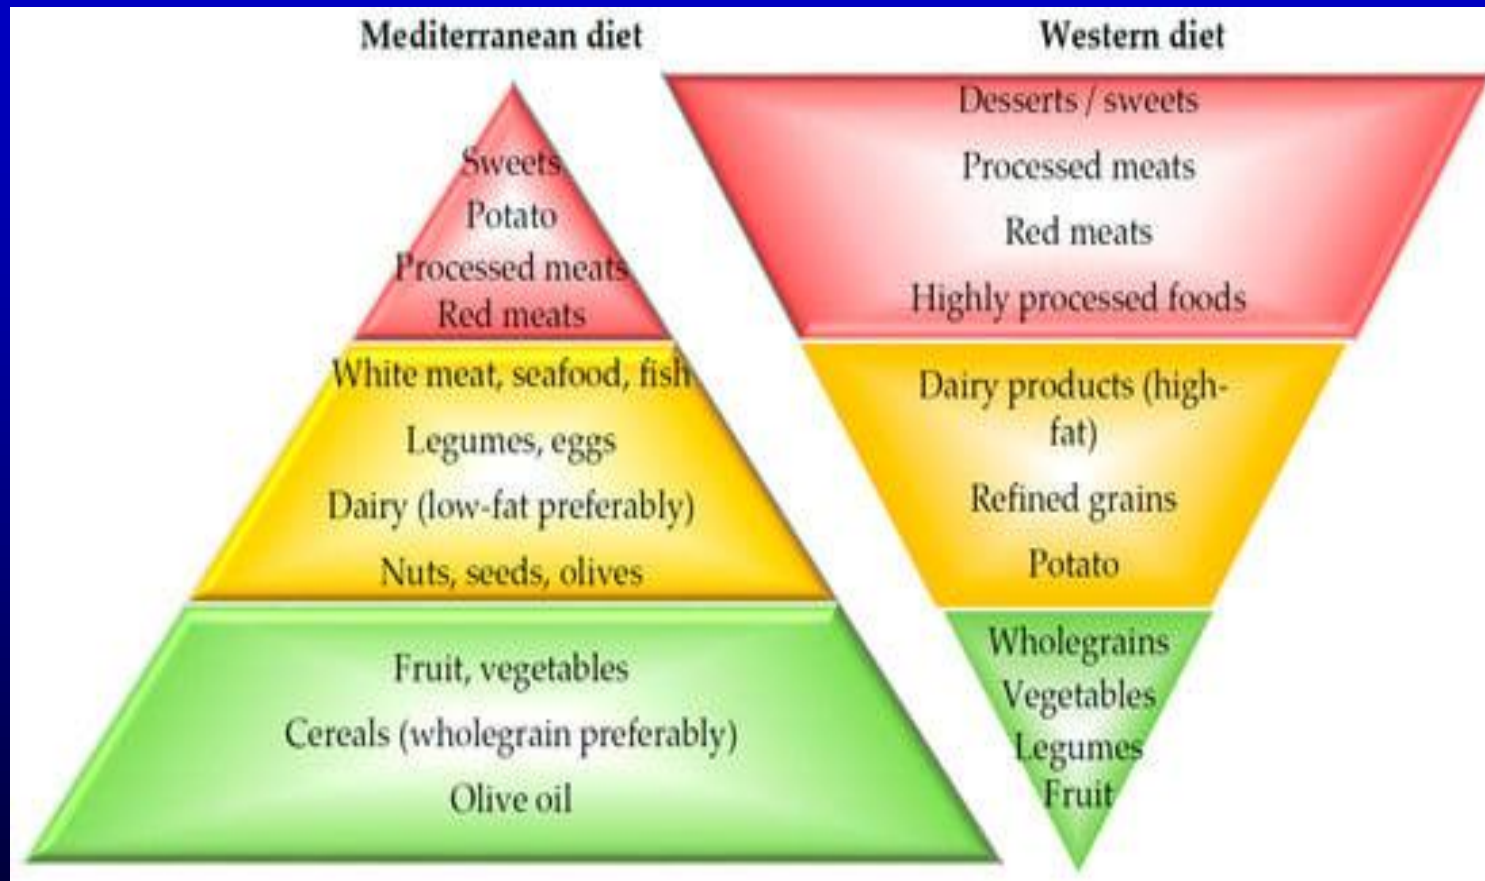 Mediterranean diet
Sweets
Potato
Processed meats
Red meats
White meat, seafood, fish
Legumes, eggs
Dairy (low-fat preferably)
Nuts, seeds, olives
Fruit, vegetables
Cereals (wholegrain preferably)
Olive oil
Western diet
Desserts / sweets
Processed meats
Red meats
Highly processed foods
Dairy products (high-
fat)
Refined grains
Potato
Wholegrains
Vegetables
Legumes
Fruit